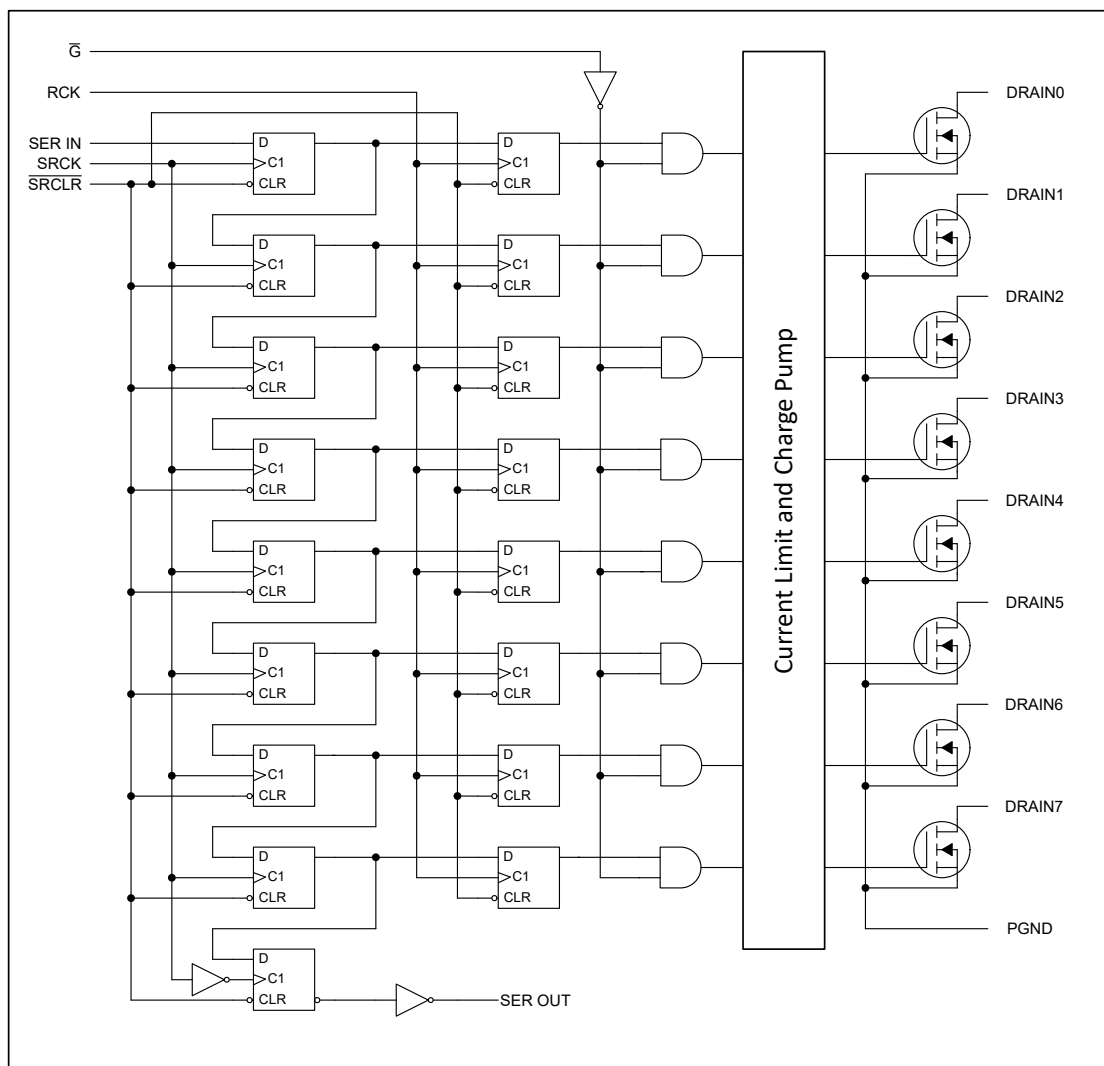 G̅
RCK
DRAIN0
SER IN
D
D
SRCK
C1
C1
S̅R̅C̅L̅R̅
CLR
CLR
DRAIN1
D
D
C1
C1
CLR
CLR
DRAIN2
D
D
C1
C1
CLR
CLR
DRAIN3
D
D
C1
C1
CLR
CLR
Current Limit and Charge Pump
DRAIN4
D
D
C1
C1
CLR
CLR
DRAIN5
D
D
C1
C1
CLR
CLR
DRAIN6
D
D
C1
C1
CLR
CLR
DRAIN7
D
D
C1
C1
CLR
CLR
PGND
D
C1
CLR
SER OUT